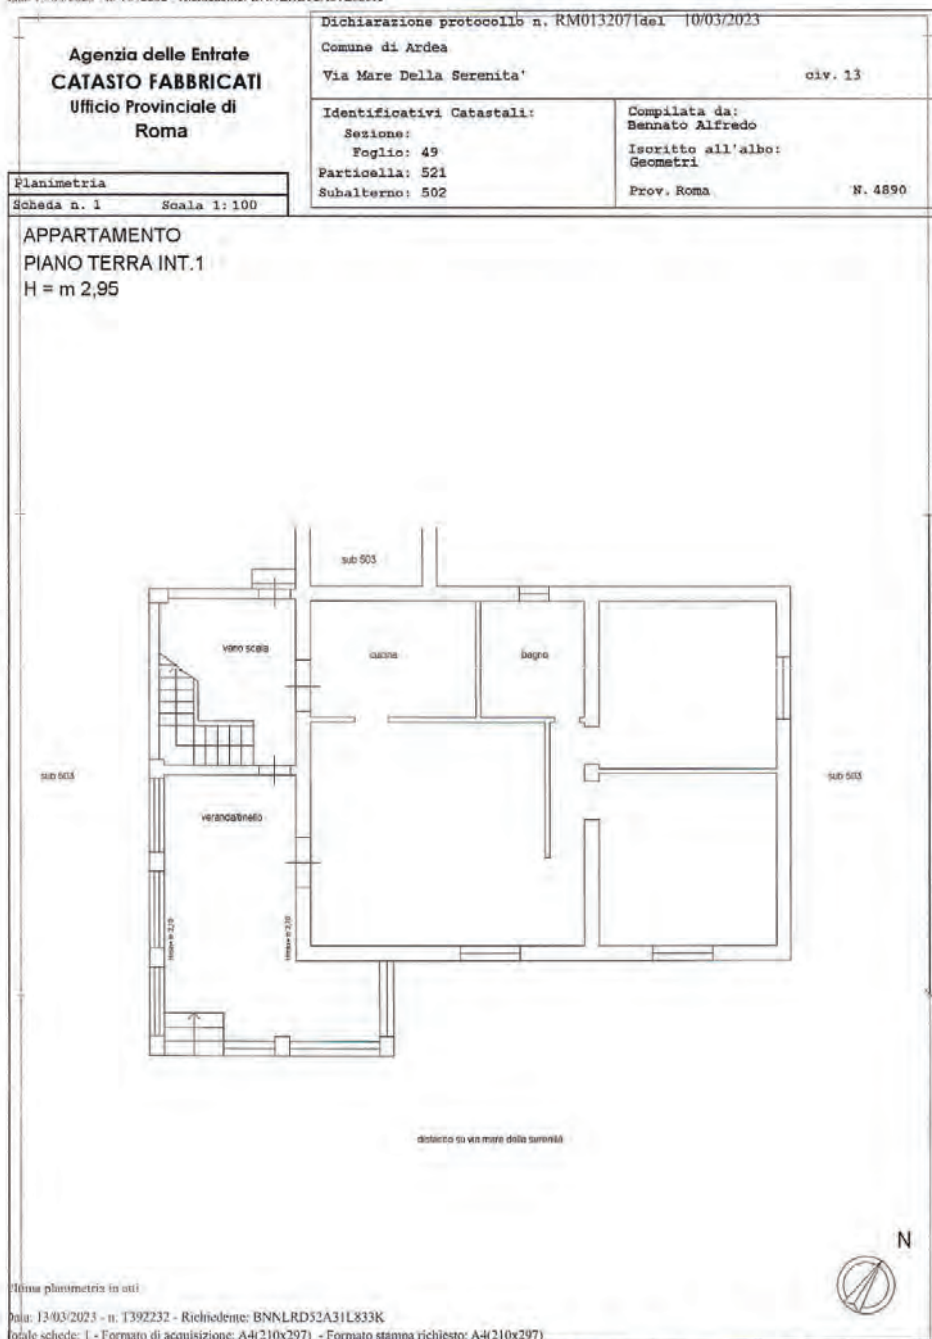 Agenzia delle Entrate
CATASTO FABBRICATI
Ufficio Provinciale di
Roma
Dichiarazione protocollo n. RM0132071del 10/03/2023
Comune di Ardea
Via Mare Della Serenita' civ. 13
Identificativi Catastali:
Sezione:
Foglio: 49
Particella: 521
Subalterno: 502
Compilata da:
Bennato Alfredo
Iscritto all'albo:
Geometri
Prov. Roma N. 4890
Planimetria
Scheda n. 1 Scala 1:100
APPARTAMENTO
PIANO TERRA INT.1
H = m 2,95
sub 503
vano scala
cucina
bagno
sub 503
sub 503
veranda/tinello
distacco su via mare della serenità
N
planimetria in atti
Data: 13/03/2023 - n. T392232 - Richiedente: BNNLRD52A31L833K
Totale schede: 1 - Formato di acquisizione: A4(210x297) - Formato stampa richiesto: A4(210x297)